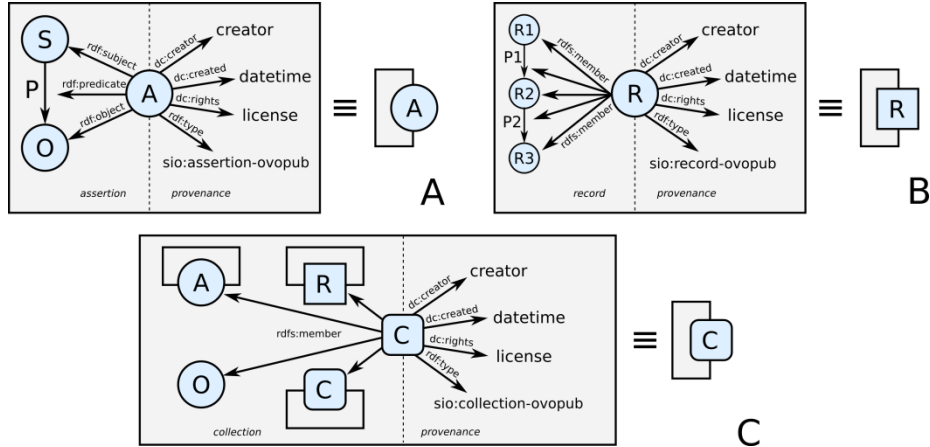 S
P
O
rdf:subject
rdf:predicate
rdf:object
A
dc:creator
dc:created
dc:rights
rdf:type
creator
datetime
license
sio:assertion-ovopub
assertion
provenance
≡
A
A
R1
P1
R2
P2
R3
rdfs:member
rdfs:member
R
dc:creator
dc:created
dc:rights
rdf:type
creator
datetime
license
sio:record-ovopub
record
provenance
≡
R
B
A
R
rdfs:member
O
C
C
dc:creator
dc:created
dc:rights
rdf:type
creator
datetime
license
sio:collection-ovopub
collection
provenance
≡
C
C